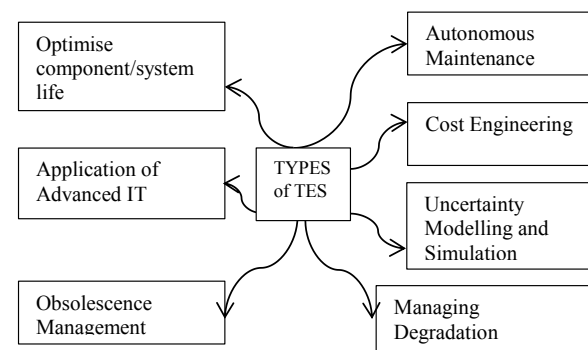 Optimise
component/system
life
Autonomous
Maintenance
Cost Engineering
Application of
Advanced IT
TYPES
of TES
Uncertainty
Modelling and
Simulation
Obsolescence
Management
Managing
Degradation